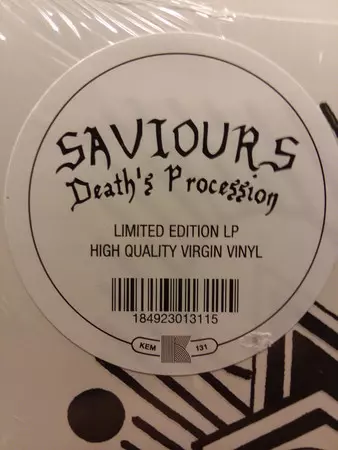 SAVIOURS
Death's Procession
LIMITED EDITION LP
HIGH QUALITY VIRGIN VINYL
184923013115
KEM 131